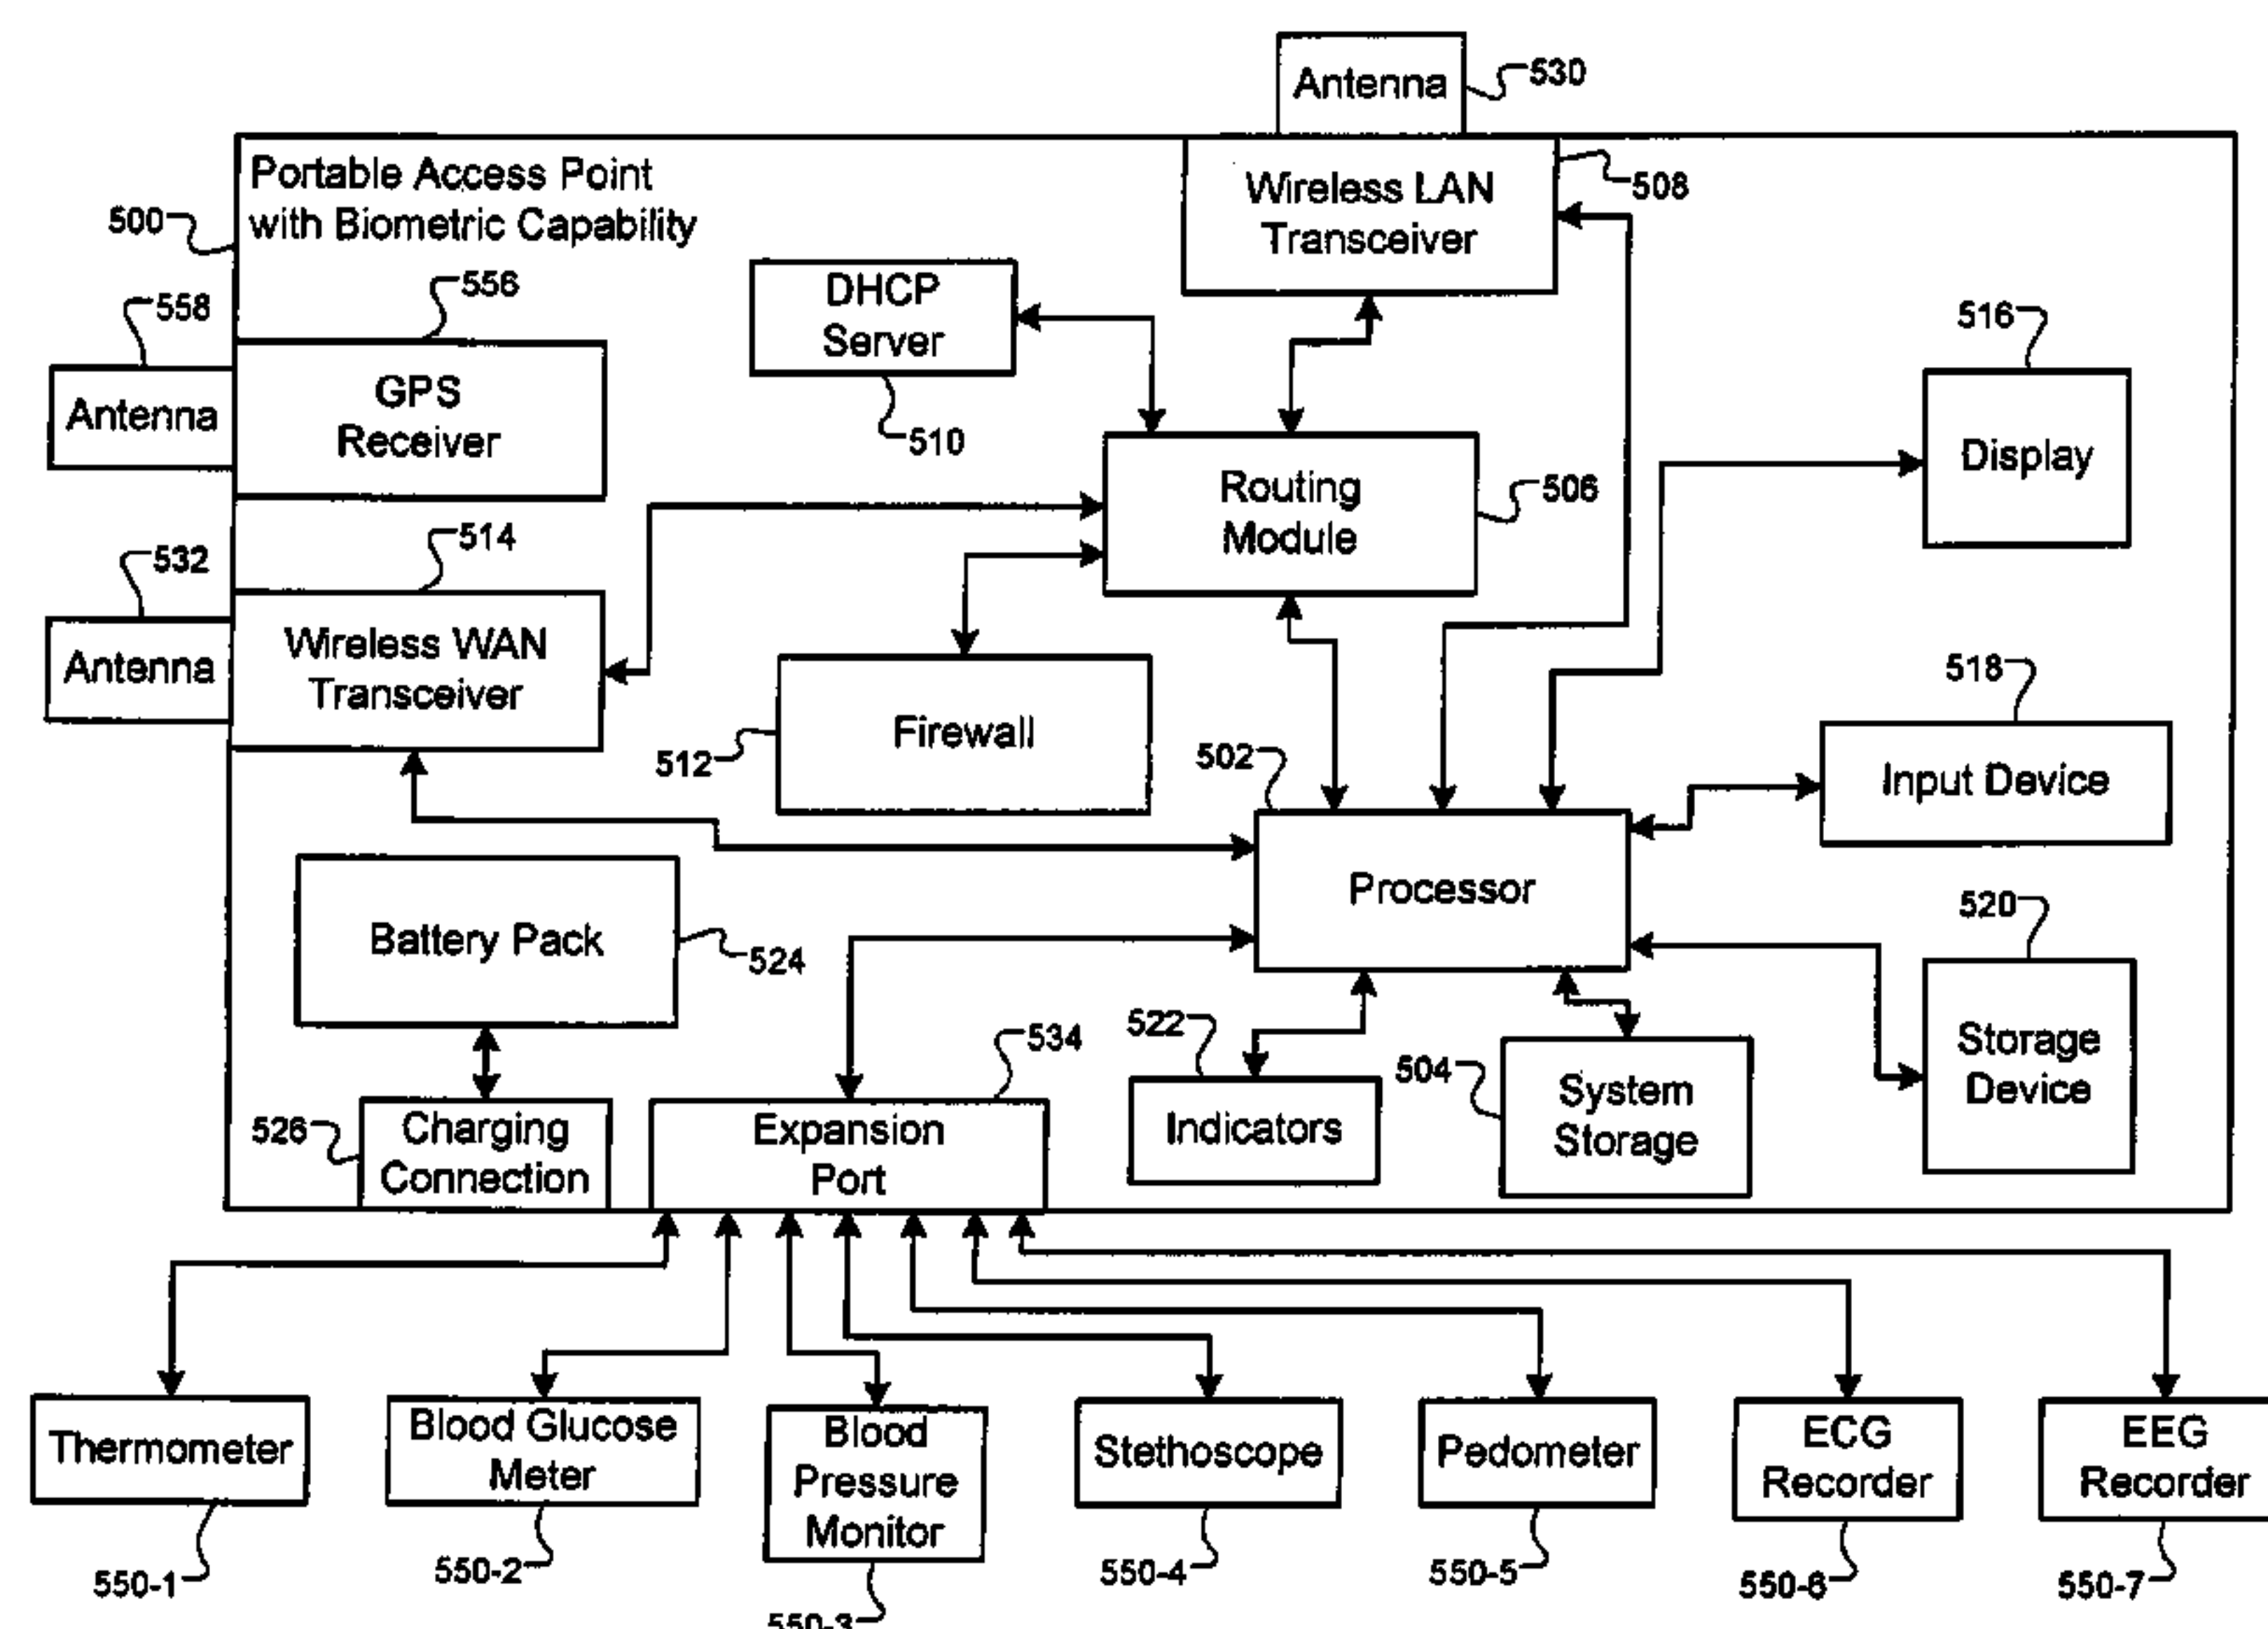 Antenna
530
Portable Access Point
with Biometric Capability
500
Wireless LAN
Transceiver
508
558
556
DHCP
Server
510
516
Antenna
GPS
Receiver
Routing
Module
506
Display
532
514
Antenna
Wireless WAN
Transceiver
512
Firewall
502
518
Input Device
Processor
520
Battery Pack
524
534
522
504
System
Storage
Storage
Device
526
Charging
Connection
Expansion
Port
Indicators
Thermometer
Blood Glucose
Meter
Blood
Pressure
Monitor
Stethoscope
Pedometer
ECG
Recorder
EEG
Recorder
550-1
550-2
550-3
550-4
550-5
550-6
550-7